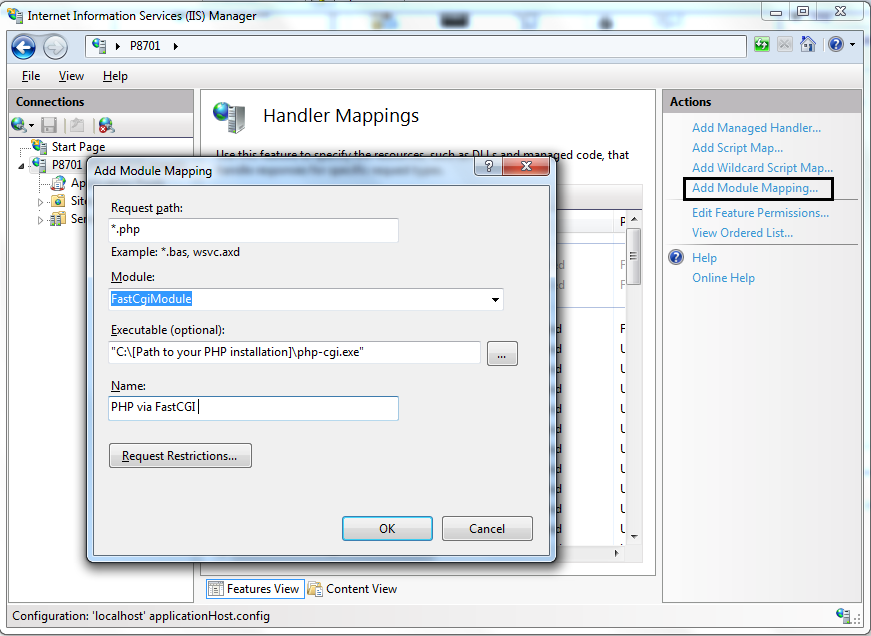 Internet Information Services (IIS) Manager
P8701
File View Help
Connections
Start Page
P8701
Handler Mappings
Use this feature to specify the resources, such as DLLs and managed code, that
Actions
Add Managed Handler...
Add Script Map...
Add Wildcard Script Map...
Add Module Mapping...
Edit Feature Permissions...
View Ordered List...
Help
Online Help
Add Module Mapping
Request path:
*.php
Example: *.bas, wsvc.axd
Module:
FastCgiModule
Executable (optional):
"C:\[Path to your PHP installation]\php-cgi.exe"
...
Name:
PHP via FastCGI
Request Restrictions...
OK Cancel
Features View Content View
Configuration: 'localhost' applicationHost.config